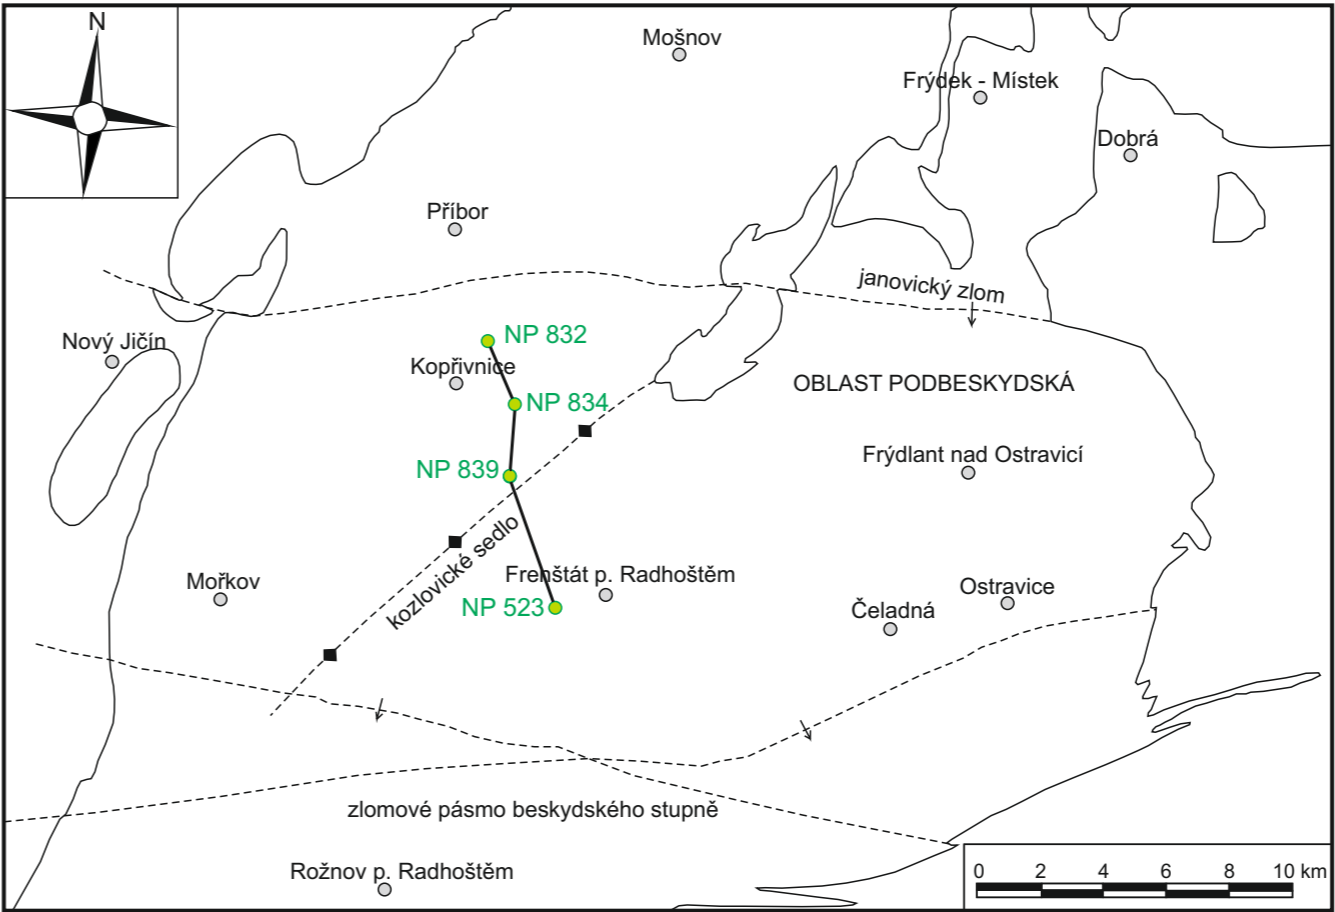 N
Mošnov
Frýdek - Místek
Dobrá
Příbor
janovický zlom
Nový Jičín
NP 832
Kopřivnice
OBLAST PODBESKYDSKÁ
NP 834
Frýdlant nad Ostravicí
NP 839
kozlovické sedlo
Mořkov
Frenštát p. Radhoštěm
Ostravice
NP 523
Čeladná
zlomové pásmo beskydského stupně
Rožnov p. Radhoštěm
0 2 4 6 8 10 km